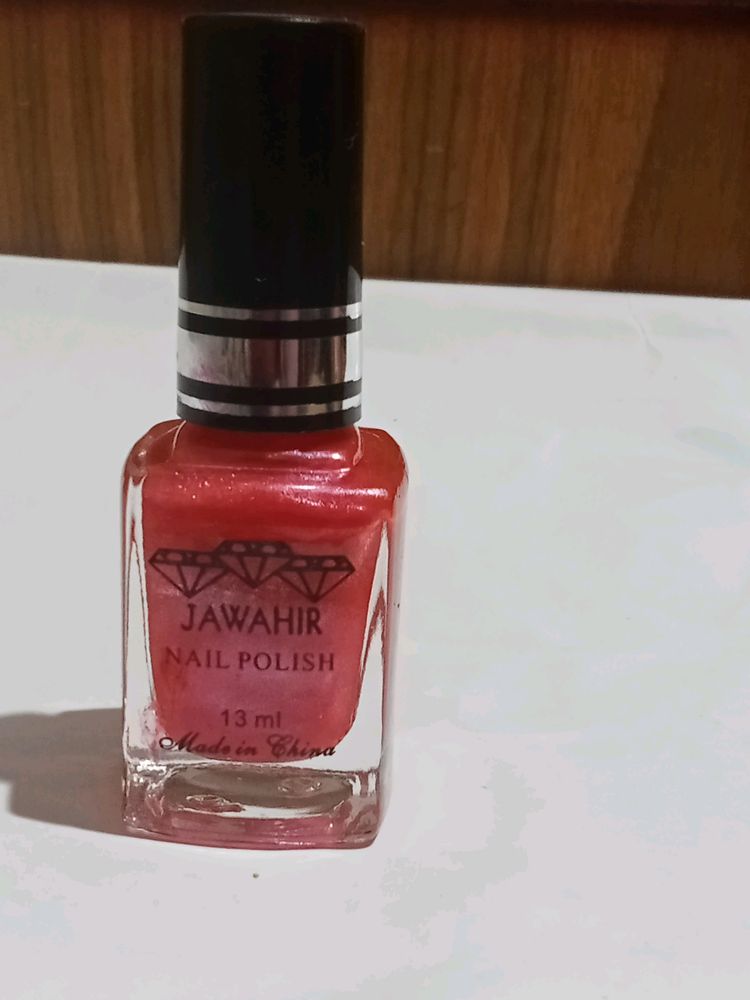 JAWAHIR
NAIL POLISH
13 ml
Made in China